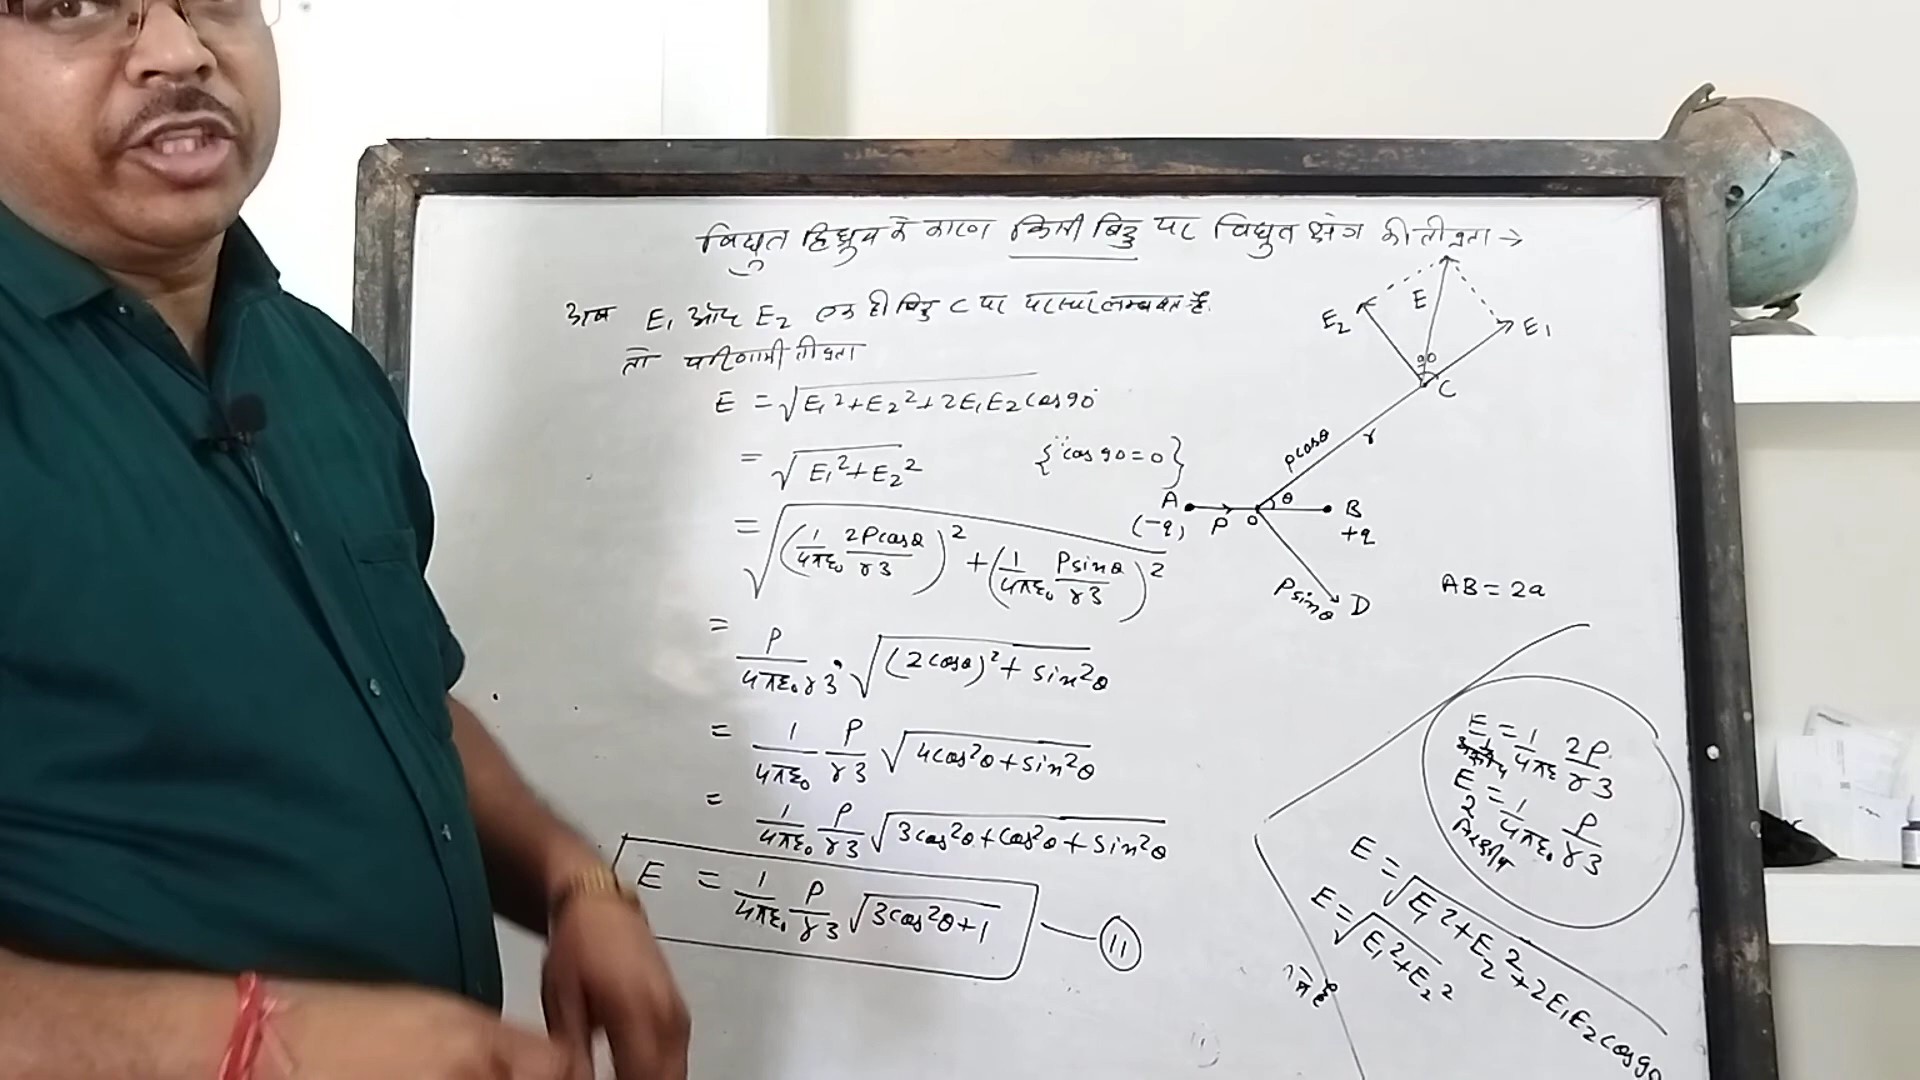 विद्युत द्विध्रुव के कारण किसी बिंदु पर विद्युत क्षेत्र की तीव्रता →
अब E₁ और E₂ एक ही बिंदु C पर परस्पर लम्बवत है.
तो परिणामी तीव्रता
E = √E₁²+E₂²+2E₁E₂cos90°
= √E₁²+E₂² {∵cos90=0}
= √(1/4πε₀ 2Pcosθ/r3)² + (1/4πε₀ Psinθ/r3)²
= P/4πε₀r3 · √(2cosθ)²+sin²θ
= 1/4πε₀ P/r3 √4cos²θ+sin²θ
= 1/4πε₀ P/r3 √3cos²θ+cos²θ+sin²θ
E = 1/4πε₀ P/r3 √3cos²θ+1 — (11)
E₂ E E₁
90 C
Pcosθ r
A P O θ B
(-q) +q
Psinθ D
AB = 2a
E₁ = 1/4πε 2P/r3
E₂ = 1/4πε₀ P/r3
E = √E₁²+E₂²+2E₁E₂cos90
E = √E₁²+E₂²